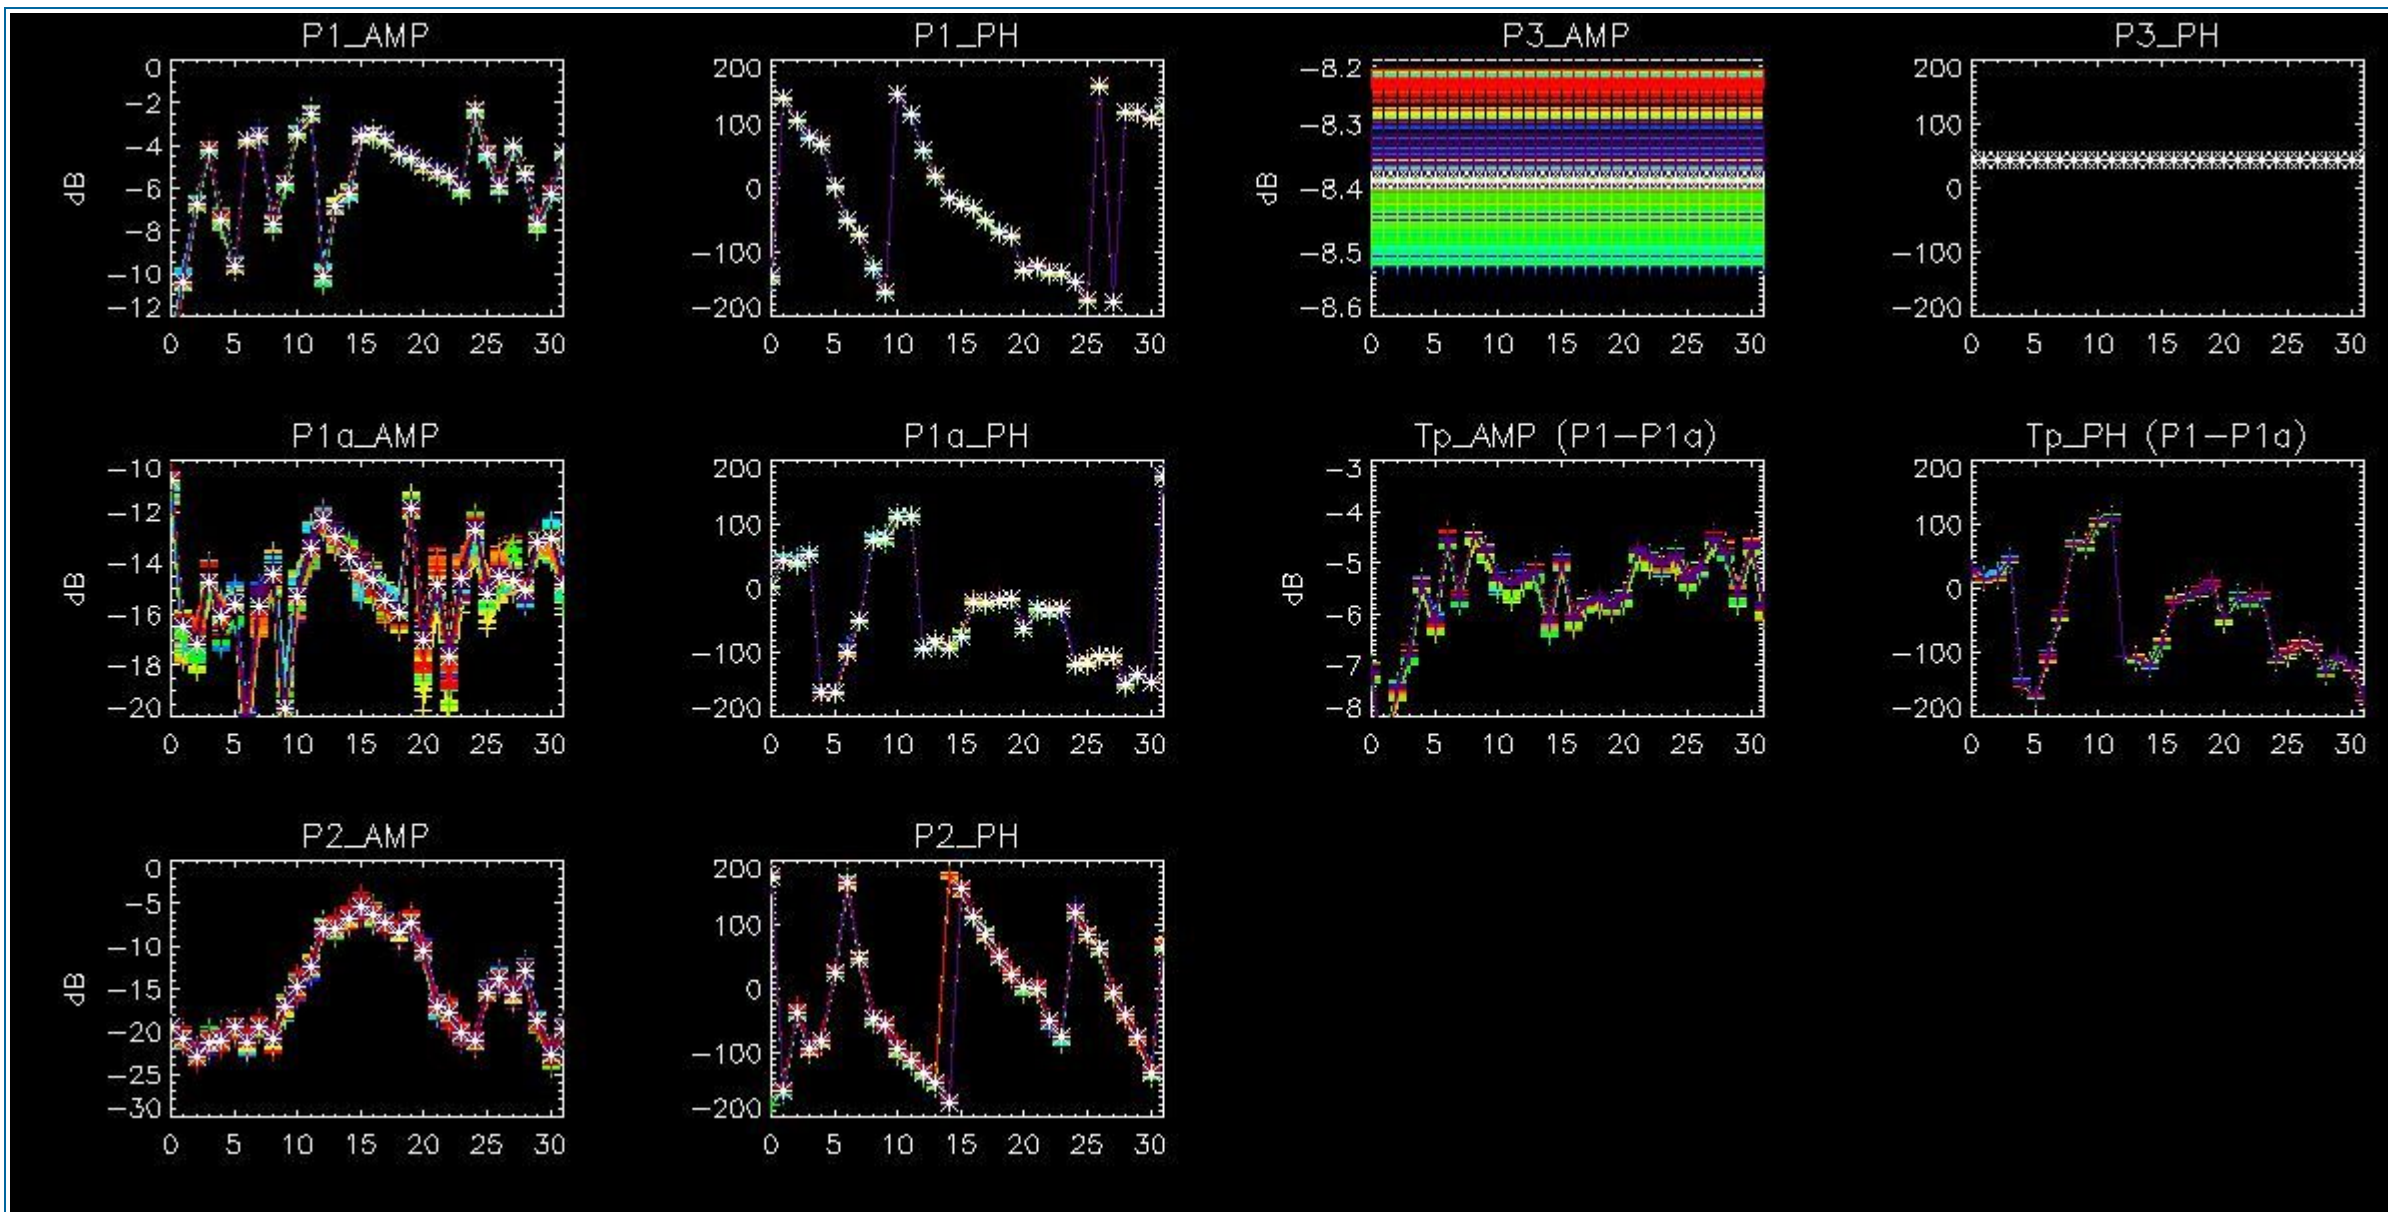 P1_AMP P1_PH P3_AMP P3_PH
0 200 −8.2 200
−2
100 −8.3 100
−4
dB −6 0 dB −8.4 0
−8
−100 −8.5 −100
−10
−12 −200 −8.6 −200
0 5 10 15 20 25 30 0 5 10 15 20 25 30 0 5 10 15 20 25 30 0 5 10 15 20 25 30
P1a_AMP P1a_PH Tp_AMP (P1−P1a) Tp_PH (P1−P1a)
−10 200 −3 200
−12 100 −4 100
−14 −5
dB 0 dB 0
−16 −6
−18 −100 −7 −100
−20 −200 −8 −200
0 5 10 15 20 25 30 0 5 10 15 20 25 30 0 5 10 15 20 25 30 0 5 10 15 20 25 30
P2_AMP P2_PH
0 200
−5
100
−10
dB −15 0
−20
−100
−25
−30 −200
0 5 10 15 20 25 30 0 5 10 15 20 25 30